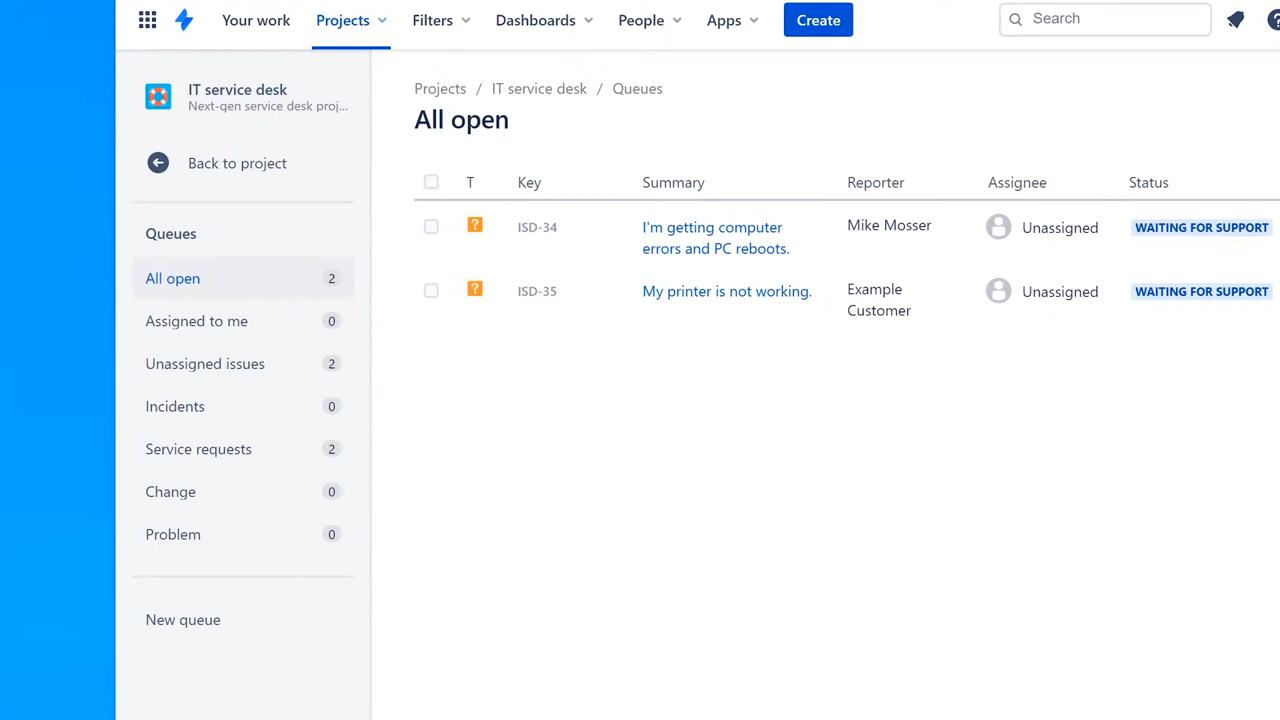 Your work Projects Filters Dashboards People Apps Create Search ?
IT service desk
Next-gen service desk proj...
Back to project
Queues
All open 2
Assigned to me 0
Unassigned issues 2
Incidents 0
Service requests 2
Change 0
Problem 0
New queue
Projects / IT service desk / Queues
All open
T Key Summary Reporter Assignee Status
? ISD-34 I'm getting computer Mike Mosser Unassigned WAITING FOR SUPPORT
errors and PC reboots.
? ISD-35 My printer is not working. Example Unassigned WAITING FOR SUPPORT
Customer